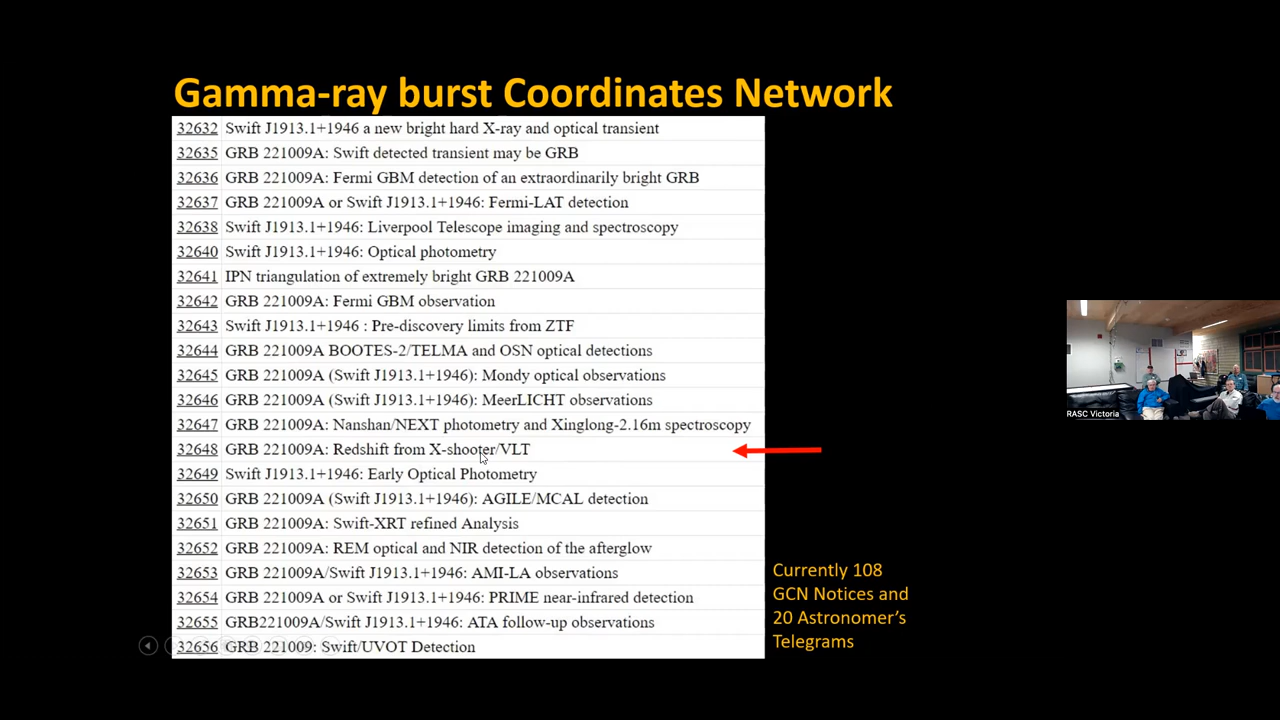 Gamma-ray burst Coordinates Network
32632 Swift J1913.1+1946 a new bright hard X-ray and optical transient
32635 GRB 221009A: Swift detected transient may be GRB
32636 GRB 221009A: Fermi GBM detection of an extraordinarily bright GRB
32637 GRB 221009A or Swift J1913.1+1946: Fermi-LAT detection
32638 Swift J1913.1+1946: Liverpool Telescope imaging and spectroscopy
32640 Swift J1913.1+1946: Optical photometry
32641 IPN triangulation of extremely bright GRB 221009A
32642 GRB 221009A: Fermi GBM observation
32643 Swift J1913.1+1946 : Pre-discovery limits from ZTF
32644 GRB 221009A BOOTES-2/TELMA and OSN optical detections
32645 GRB 221009A (Swift J1913.1+1946): Mondy optical observations
32646 GRB 221009A (Swift J1913.1+1946): MeerLICHT observations
32647 GRB 221009A: Nanshan/NEXT photometry and Xinglong-2.16m spectroscopy
32648 GRB 221009A: Redshift from X-shooter/VLT
32649 Swift J1913.1+1946: Early Optical Photometry
32650 GRB 221009A (Swift J1913.1+1946): AGILE/MCAL detection
32651 GRB 221009A: Swift-XRT refined Analysis
32652 GRB 221009A: REM optical and NIR detection of the afterglow
32653 GRB 221009A/Swift J1913.1+1946: AMI-LA observations
32654 GRB 221009A or Swift J1913.1+1946: PRIME near-infrared detection
32655 GRB221009A/Swift J1913.1+1946: ATA follow-up observations
32656 GRB 221009: Swift/UVOT Detection
Currently 108
GCN Notices and
20 Astronomer's
Telegrams
RASC Victoria